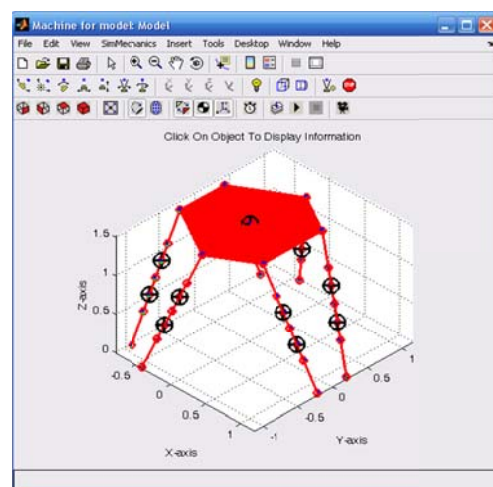 Machine for model: Model
File Edit View SimMechanics Insert Tools Desktop Window Help
Click On Object To Display Information
1.5
1
0.5
0
Z-axis
-0.5
0
0.5
1
X-axis
-1
-0.5
0
0.5
1
Y-axis